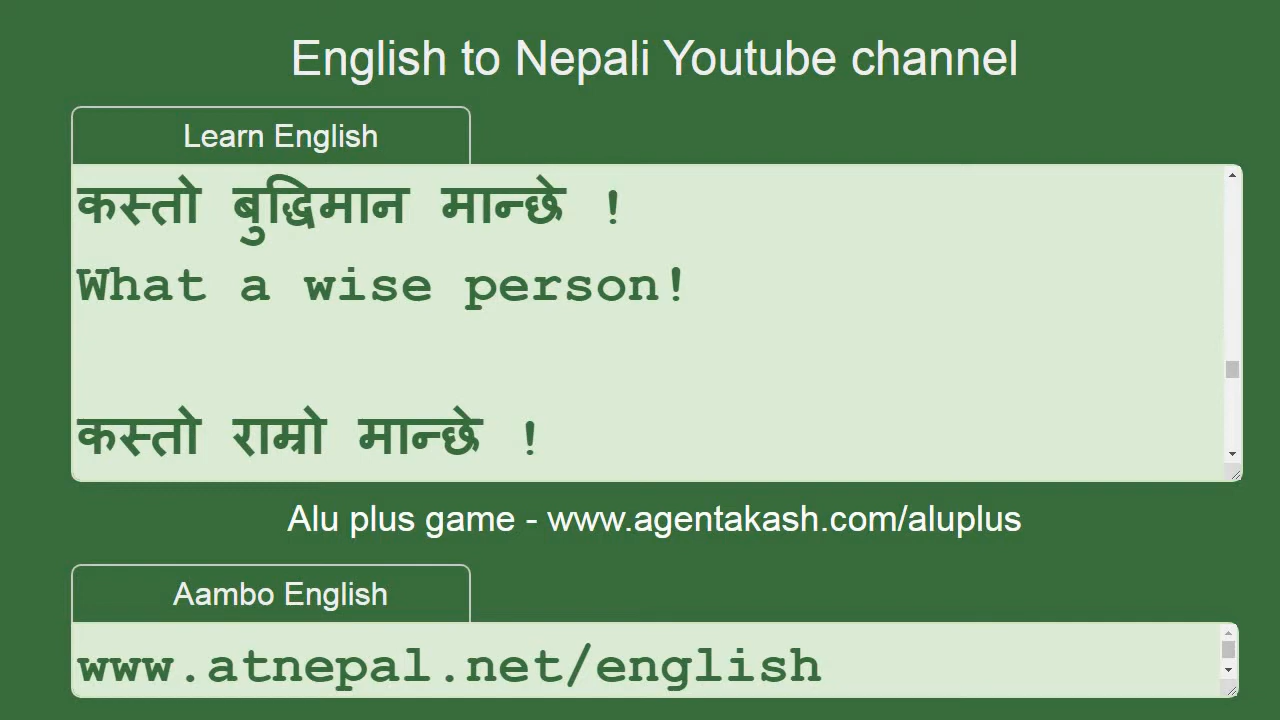 English to Nepali Youtube channel
Learn English
कस्तो बुद्धिमान मान्छे !
What a wise person!
कस्तो राम्रो मान्छे !
Alu plus game - www.agentakash.com/aluplus
Aambo English
www.atnepal.net/english